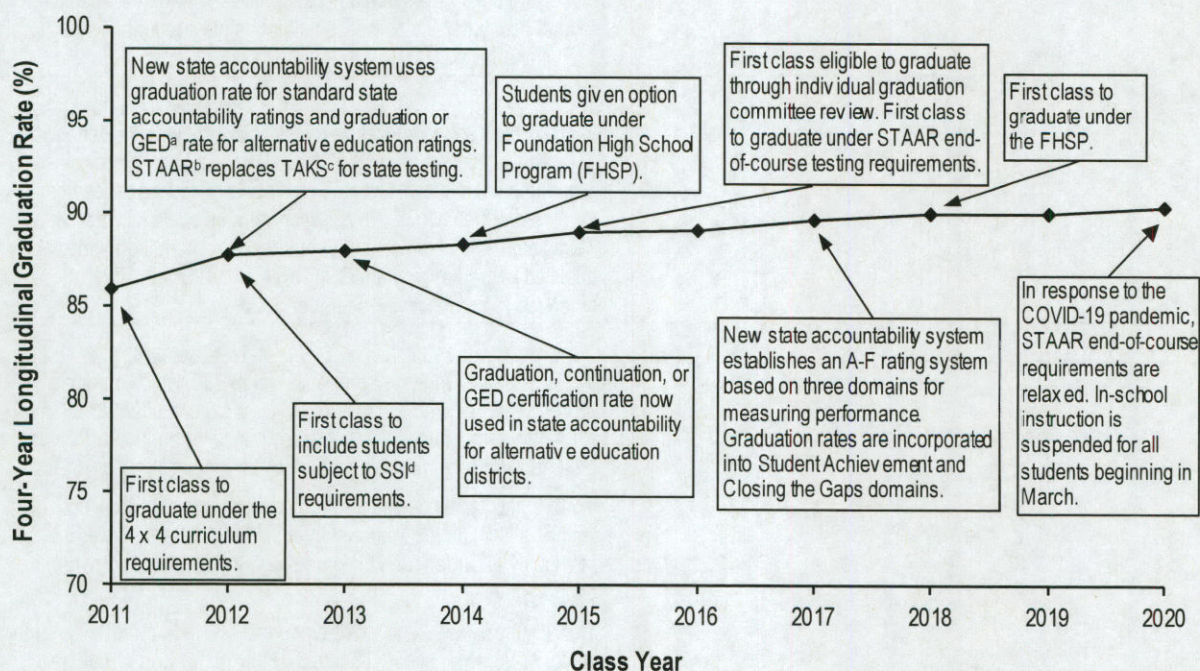 Four-Year Longitudinal Graduation Rate (%)
100
95
90
85
80
75
70
New state accountability system uses
graduation rate for standard state
accountability ratings and graduation or
GEDᵃ rate for alternative education ratings.
STAARᵇ replaces TAKSᶜ for state testing.
Students given option
to graduate under
Foundation High School
Program (FHSP).
First class eligible to graduate
through individual graduation
committee review. First class
to graduate under STAAR end-
of-course testing requirements.
First class to
graduate under
the FHSP.
First class to
graduate under the
4 x 4 curriculum
requirements.
First class to
include students
subject to SSIᵈ
requirements.
Graduation, continuation, or
GED certification rate now
used in state accountability
for alternative education
districts.
New state accountability system
establishes an A-F rating system
based on three domains for
measuring performance.
Graduation rates are incorporated
into Student Achievement and
Closing the Gaps domains.
In response to the
COVID-19 pandemic,
STAAR end-of-course
requirements are
relaxed. In-school
instruction is
suspended for all
students beginning in
March.
2011 2012 2013 2014 2015 2016 2017 2018 2019 2020
Class Year